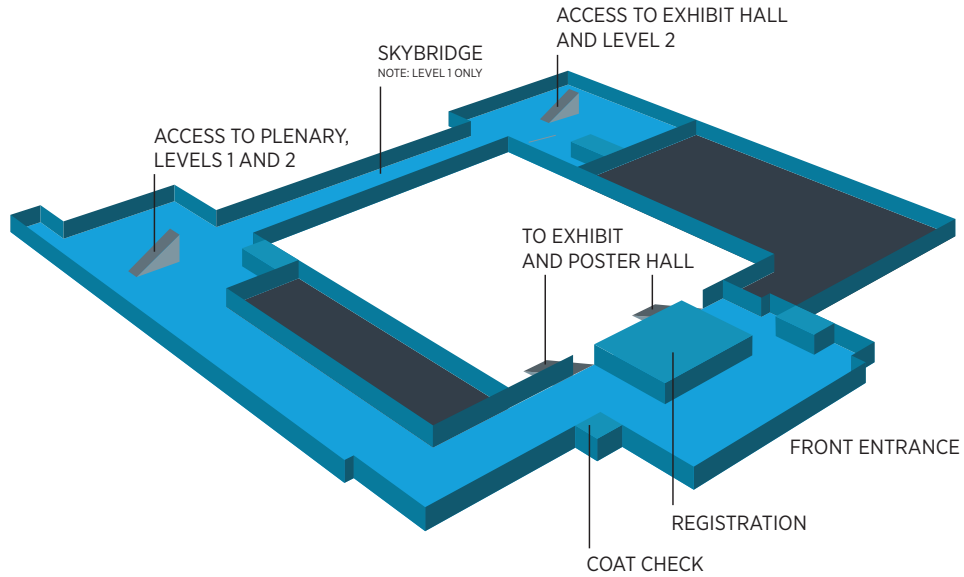 ACCESS TO EXHIBIT HALL
AND LEVEL 2
SKYBRIDGE
NOTE: LEVEL 1 ONLY
ACCESS TO PLENARY,
LEVELS 1 AND 2
TO EXHIBIT
AND POSTER HALL
FRONT ENTRANCE
REGISTRATION
COAT CHECK